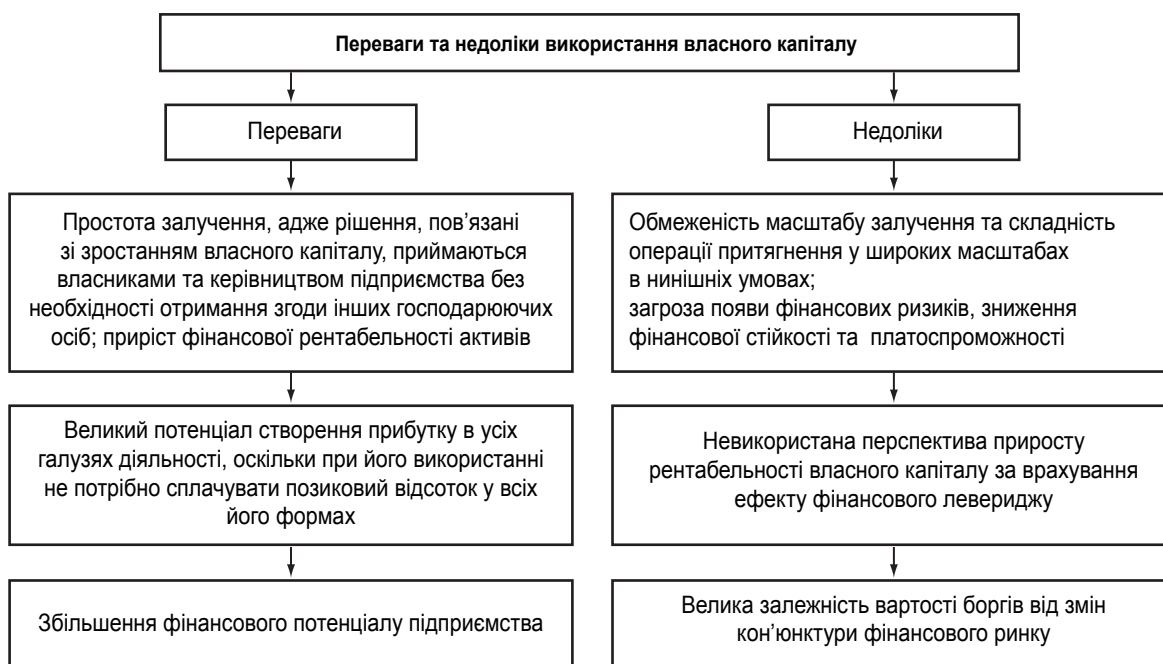 Переваги та недоліки використання власного капіталу
Переваги
Недоліки
Простота залучення, адже рішення, пов’язані
зі зростанням власного капіталу, приймаються
власниками та керівництвом підприємства без
необхідності отримання згоди інших господарюючих
осіб; приріст фінансової рентабельності активів
Обмеженість масштабу залучення та складність
операції притягнення у широких масштабах
в нинішніх умовах;
загроза появи фінансових ризиків, зниження
фінансової стійкості та платоспроможності
Великий потенціал створення прибутку в усіх
галузях діяльності, оскільки при його використанні
не потрібно сплачувати позиковий відсоток у всіх
його формах
Невикористана перспектива приросту
рентабельності власного капіталу за врахування
ефекту фінансового левериджу
Збільшення фінансового потенціалу підприємства
Велика залежність вартості боргів від змін
кон’юнктури фінансового ринку